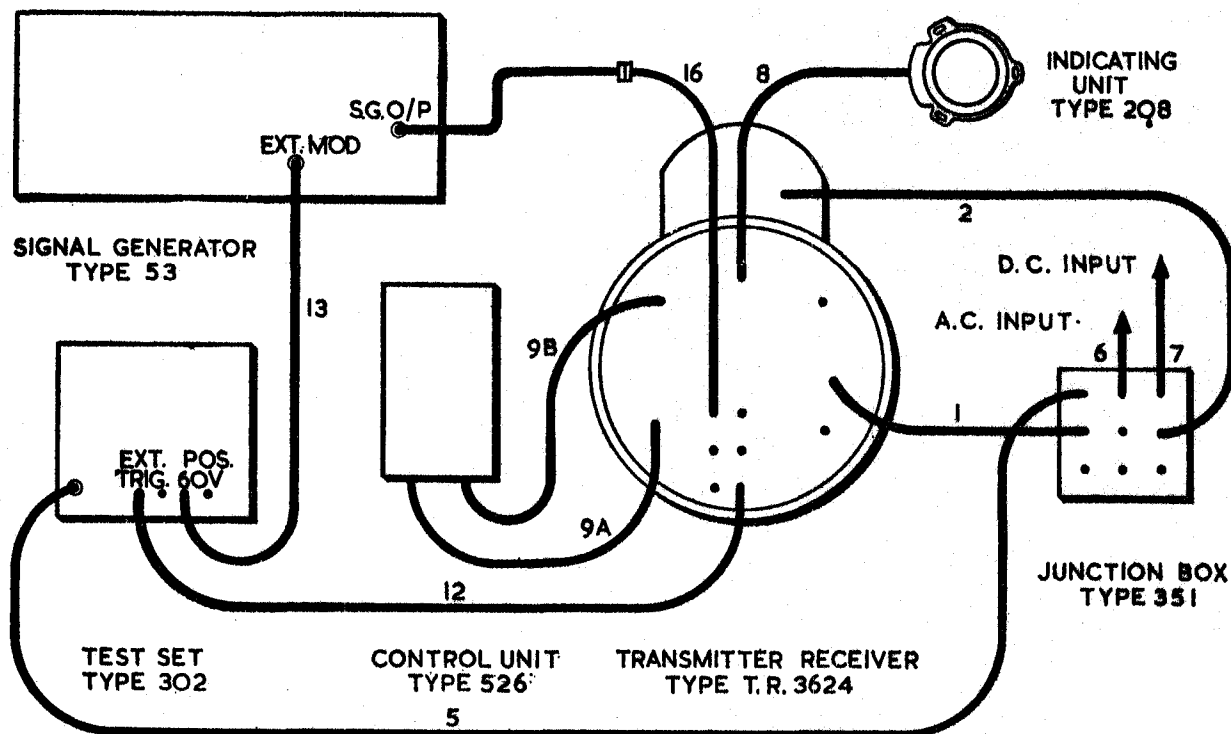 S.G. O/P
EXT. MOD
SIGNAL GENERATOR
TYPE 53
16
8
INDICATING
UNIT
TYPE 208
2
D.C. INPUT
A.C. INPUT
6
7
13
9B
1
EXT. POS.
TRIG. 60V
9A
12
JUNCTION BOX
TYPE 351
TEST SET
TYPE 302
CONTROL UNIT
TYPE 526
TRANSMITTER RECEIVER
TYPE T.R. 3624
5